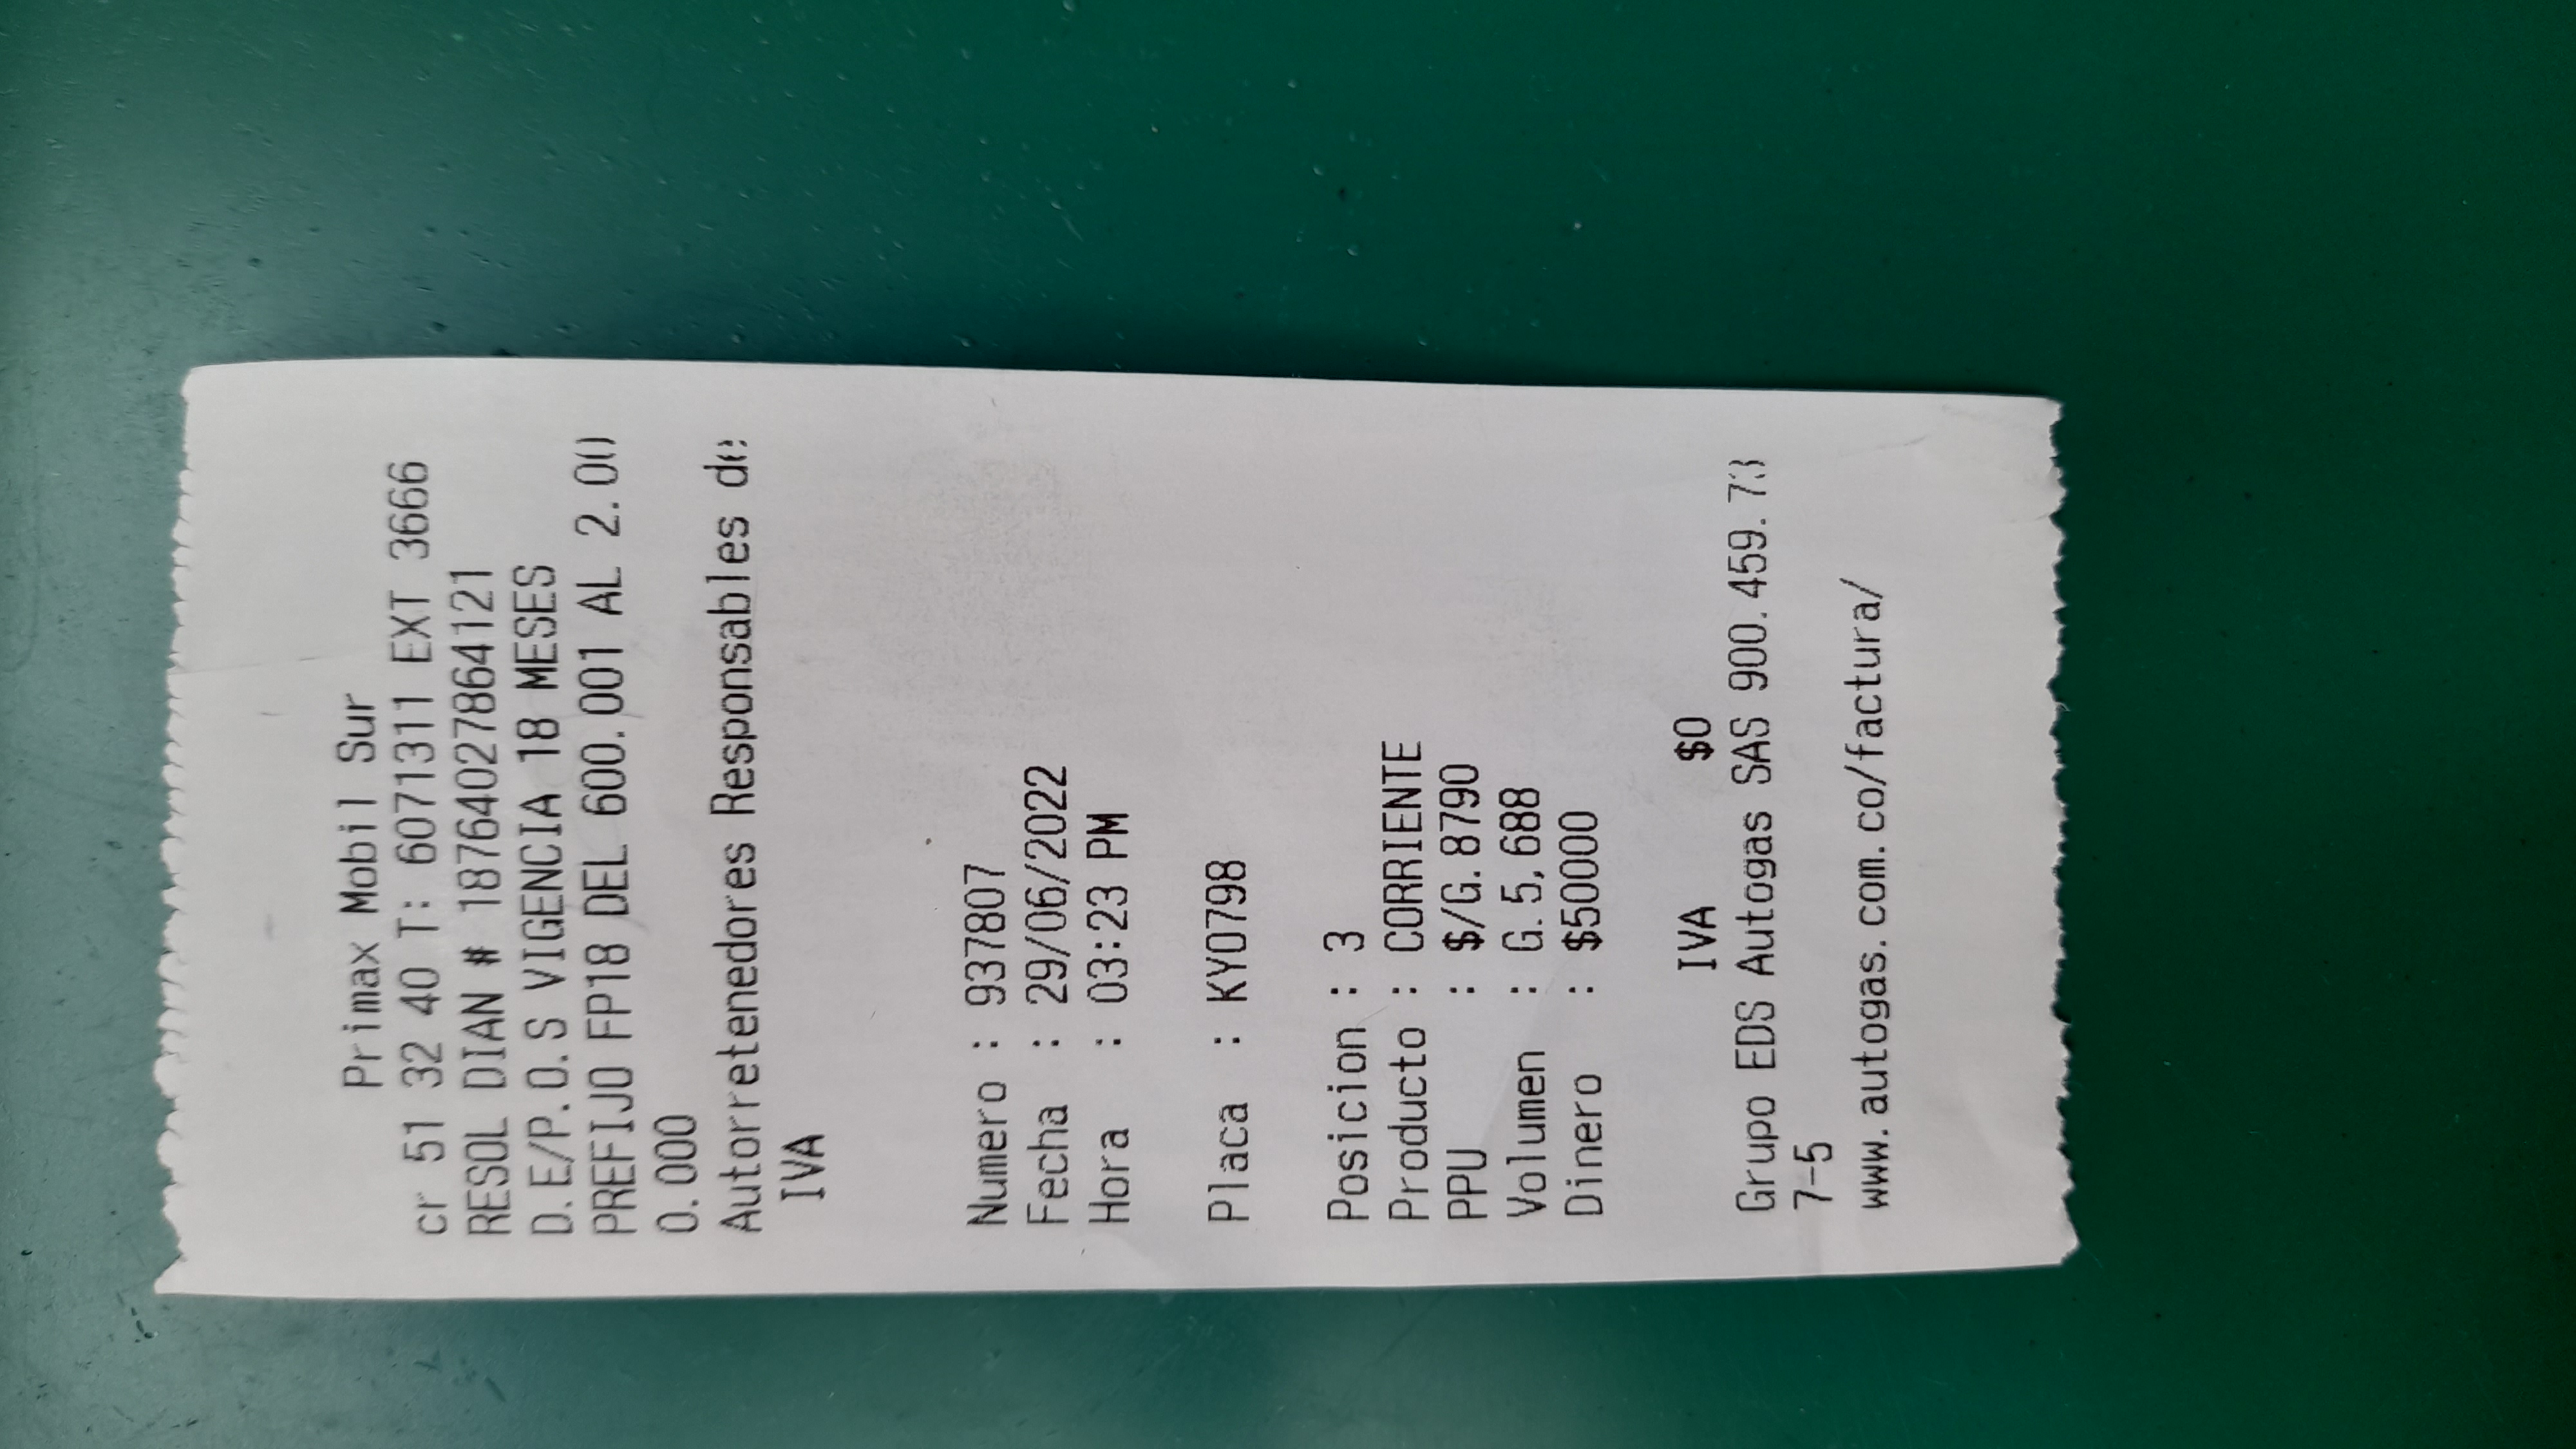 Primax Mobil Sur
cr 51 32 40 T: 6071311 EXT 3666
RESOL DIAN # 18764027864121
D.E/P.O.S VIGENCIA 18 MESES
PREFIJO FP18 DEL 600.001 AL 2.00
0.000
Autorretenedores Responsables de
IVA
Numero : 937807
Fecha : 29/06/2022
Hora : 03:23 PM
Placa : KYO798
Posicion : 3
Producto : CORRIENTE
PPU : $/G.8790
Volumen : G.5,688
Dinero : $50000
IVA $0
Grupo EDS Autogas SAS 900.459.73
7-5
www.autogas.com.co/factura/